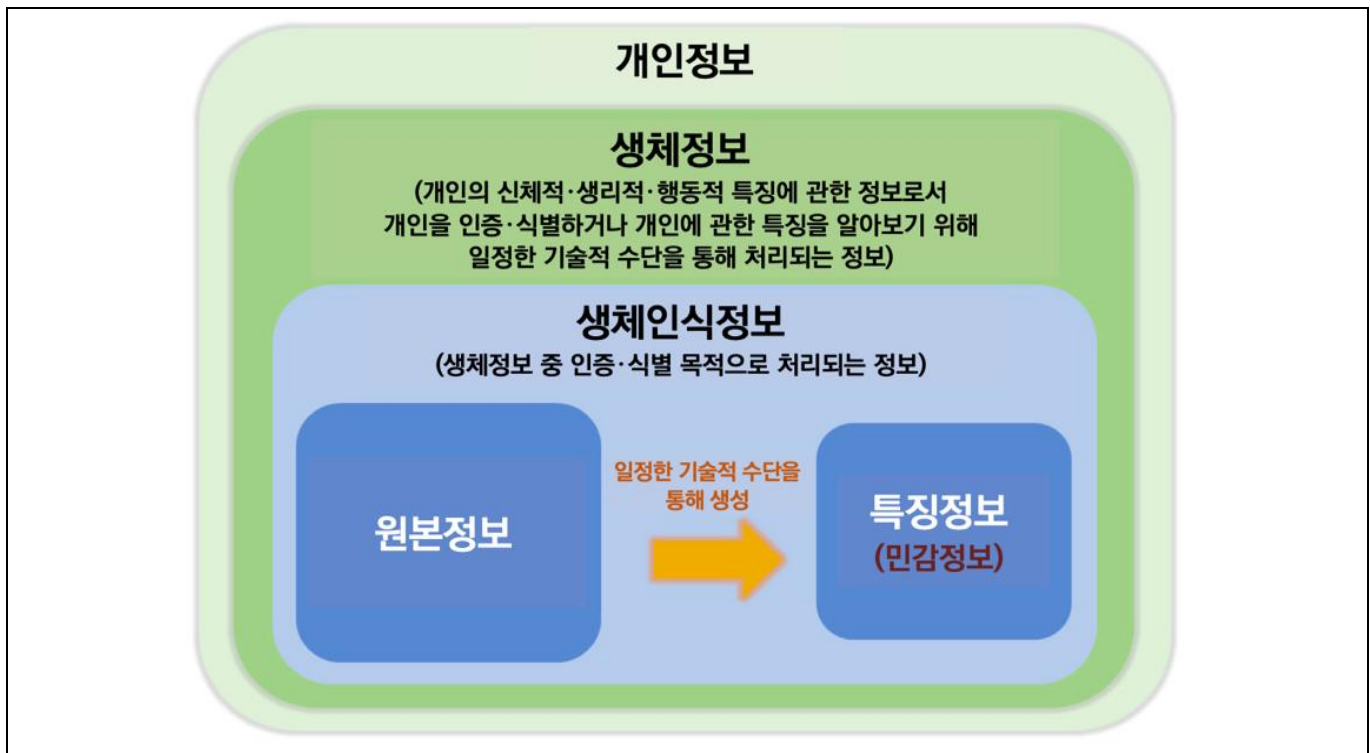 개인정보
생체정보
(개인의 신체적·생리적·행동적 특징에 관한 정보로서
개인을 인증·식별하거나 개인에 관한 특징을 알아보기 위해
일정한 기술적 수단을 통해 처리되는 정보)
생체인식정보
(생체정보 중 인증·식별 목적으로 처리되는 정보)
원본정보
일정한 기술적 수단을
통해 생성
특징정보
(민감정보)